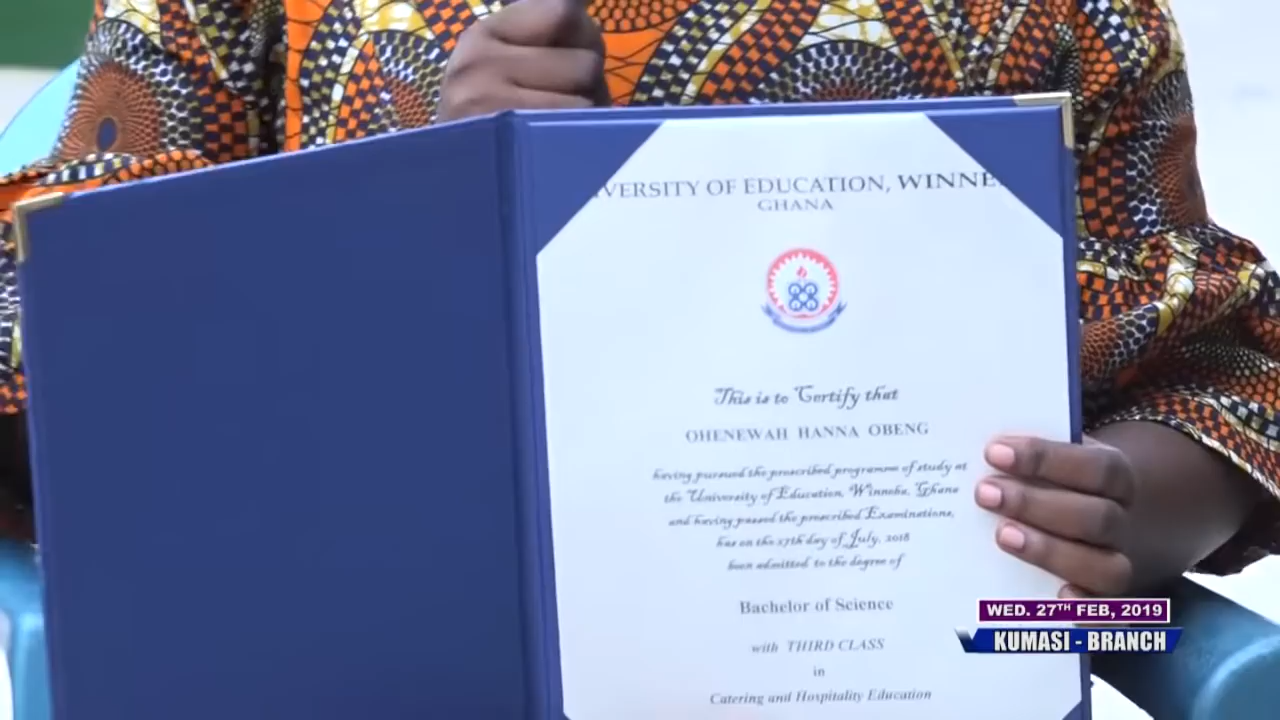 IVERSITY OF EDUCATION, WINNE
GHANA
This is to Certify that
OHENEWAH HANNA OBENG
having pursued the prescribed programme of study at
the University of Education, Winneba, Ghana
and having passed the prescribed Examinations,
has on the 27th day of July, 2018
been admitted to the degree of
Bachelor of Science
with THIRD CLASS
in
Catering and Hospitality Education
WED. 27TH FEB, 2019
KUMASI - BRANCH